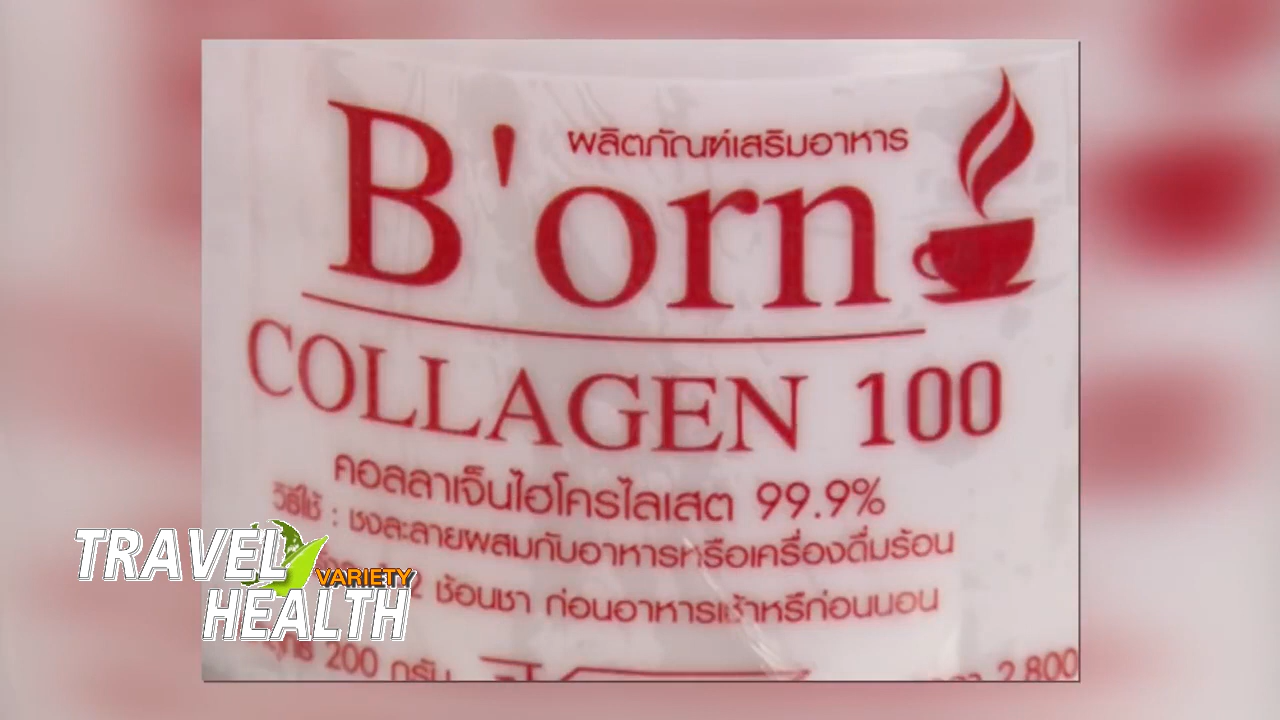 ผลิตภัณฑ์เสริมอาหาร
B'orn
COLLAGEN 100
คอลลาเจ็นไฮโครไลเสต 99.9%
วิธีใช้ : ชงละลายผสมกับอาหารหรือเครื่องดื่มร้อน
2 ช้อนชา ก่อนอาหารเช้าหรืก่อนนอน
200 กรัม
2,800
TRAVEL
VARIETY
HEALTH